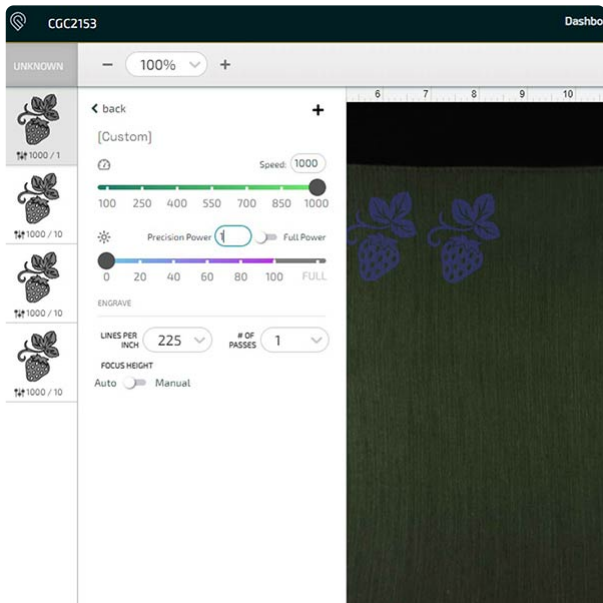 CGC2153
Dashbo
UNKNOWN
100%
6 7 8 9 10
1000 / 1
1000 / 10
1000 / 10
1000 / 10
back
[Custom]
Speed: 1000
100 250 400 550 700 850 1000
Precision Power 1 Full Power
0 20 40 60 80 100 FULL
ENGRAVE
LINES PER INCH 225 # OF PASSES 1
FOCUS HEIGHT
Auto Manual